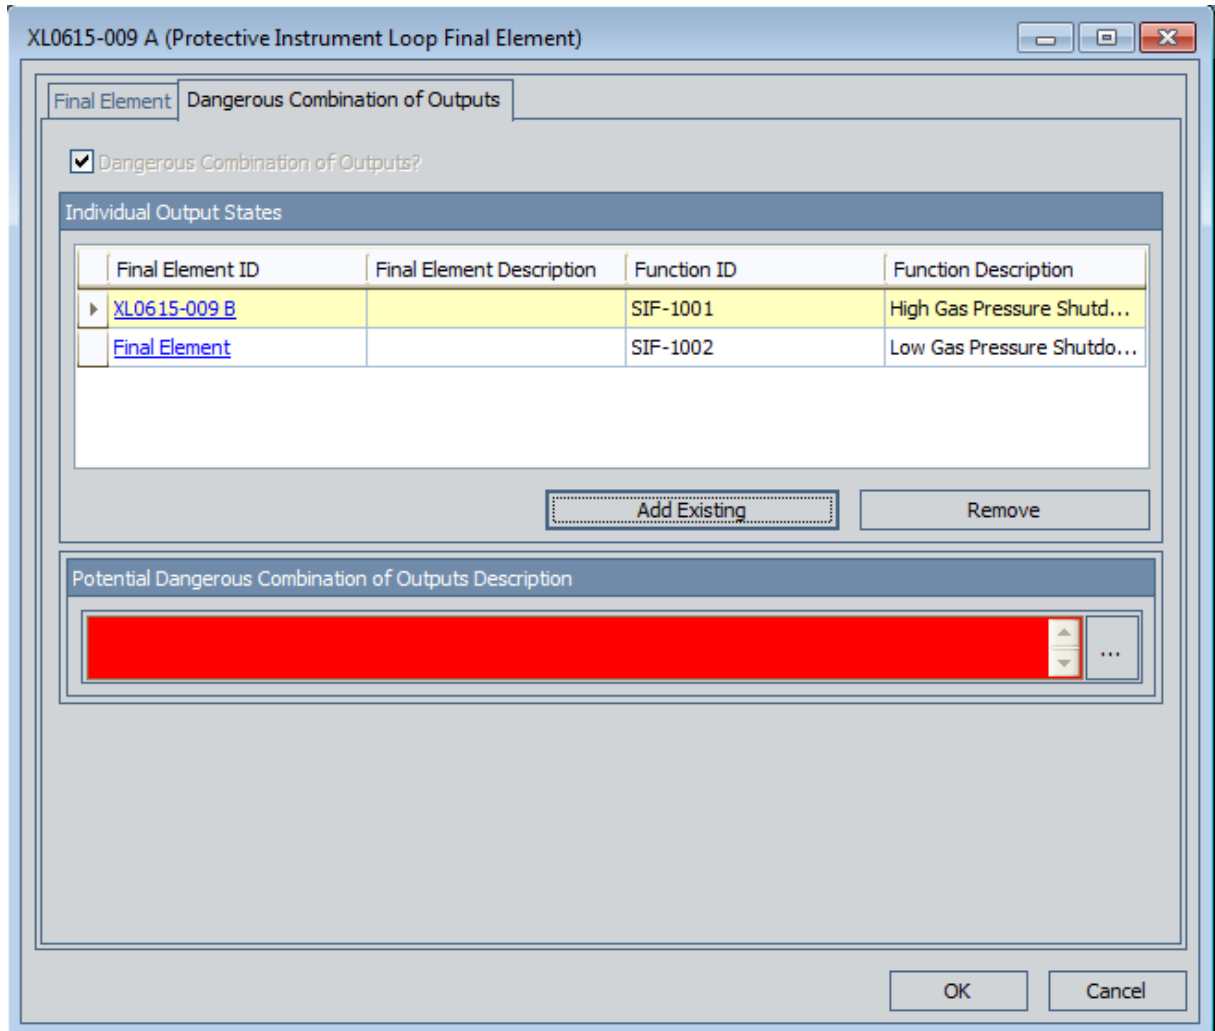 XL0615-009 A (Protective Instrument Loop Final Element)
Final Element Dangerous Combination of Outputs
Dangerous Combination of Outputs?
Individual Output States
Final Element ID Final Element Description Function ID Function Description
XL0615-009 B SIF-1001 High Gas Pressure Shutd...
Final Element SIF-1002 Low Gas Pressure Shutdo...
Add Existing Remove
Potential Dangerous Combination of Outputs Description
...
OK Cancel